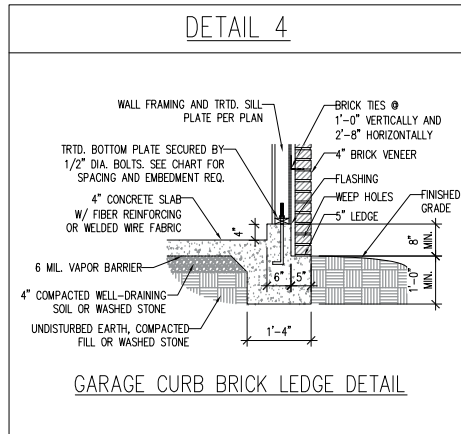 DETAIL 4
WALL FRAMING AND TRTD. SILL
PLATE PER PLAN
TRTD. BOTTOM PLATE SECURED BY
1/2" DIA. BOLTS. SEE CHART FOR
SPACING AND EMBEDMENT REQ.
4" CONCRETE SLAB
W/ FIBER REINFORCING
OR WELDED WIRE FABRIC
6 MIL. VAPOR BARRIER
4" COMPACTED WELL-DRAINING
SOIL OR WASHED STONE
UNDISTURBED EARTH, COMPACTED
FILL OR WASHED STONE
BRICK TIES @
1'-0" VERTICALLY AND
2'-8" HORIZONTALLY
4" BRICK VENEER
FLASHING
WEEP HOLES
5" LEDGE
FINISHED
GRADE
4"
6"
5"
8"
MIN.
1'-0"
MIN.
1'-4"
GARAGE CURB BRICK LEDGE DETAIL